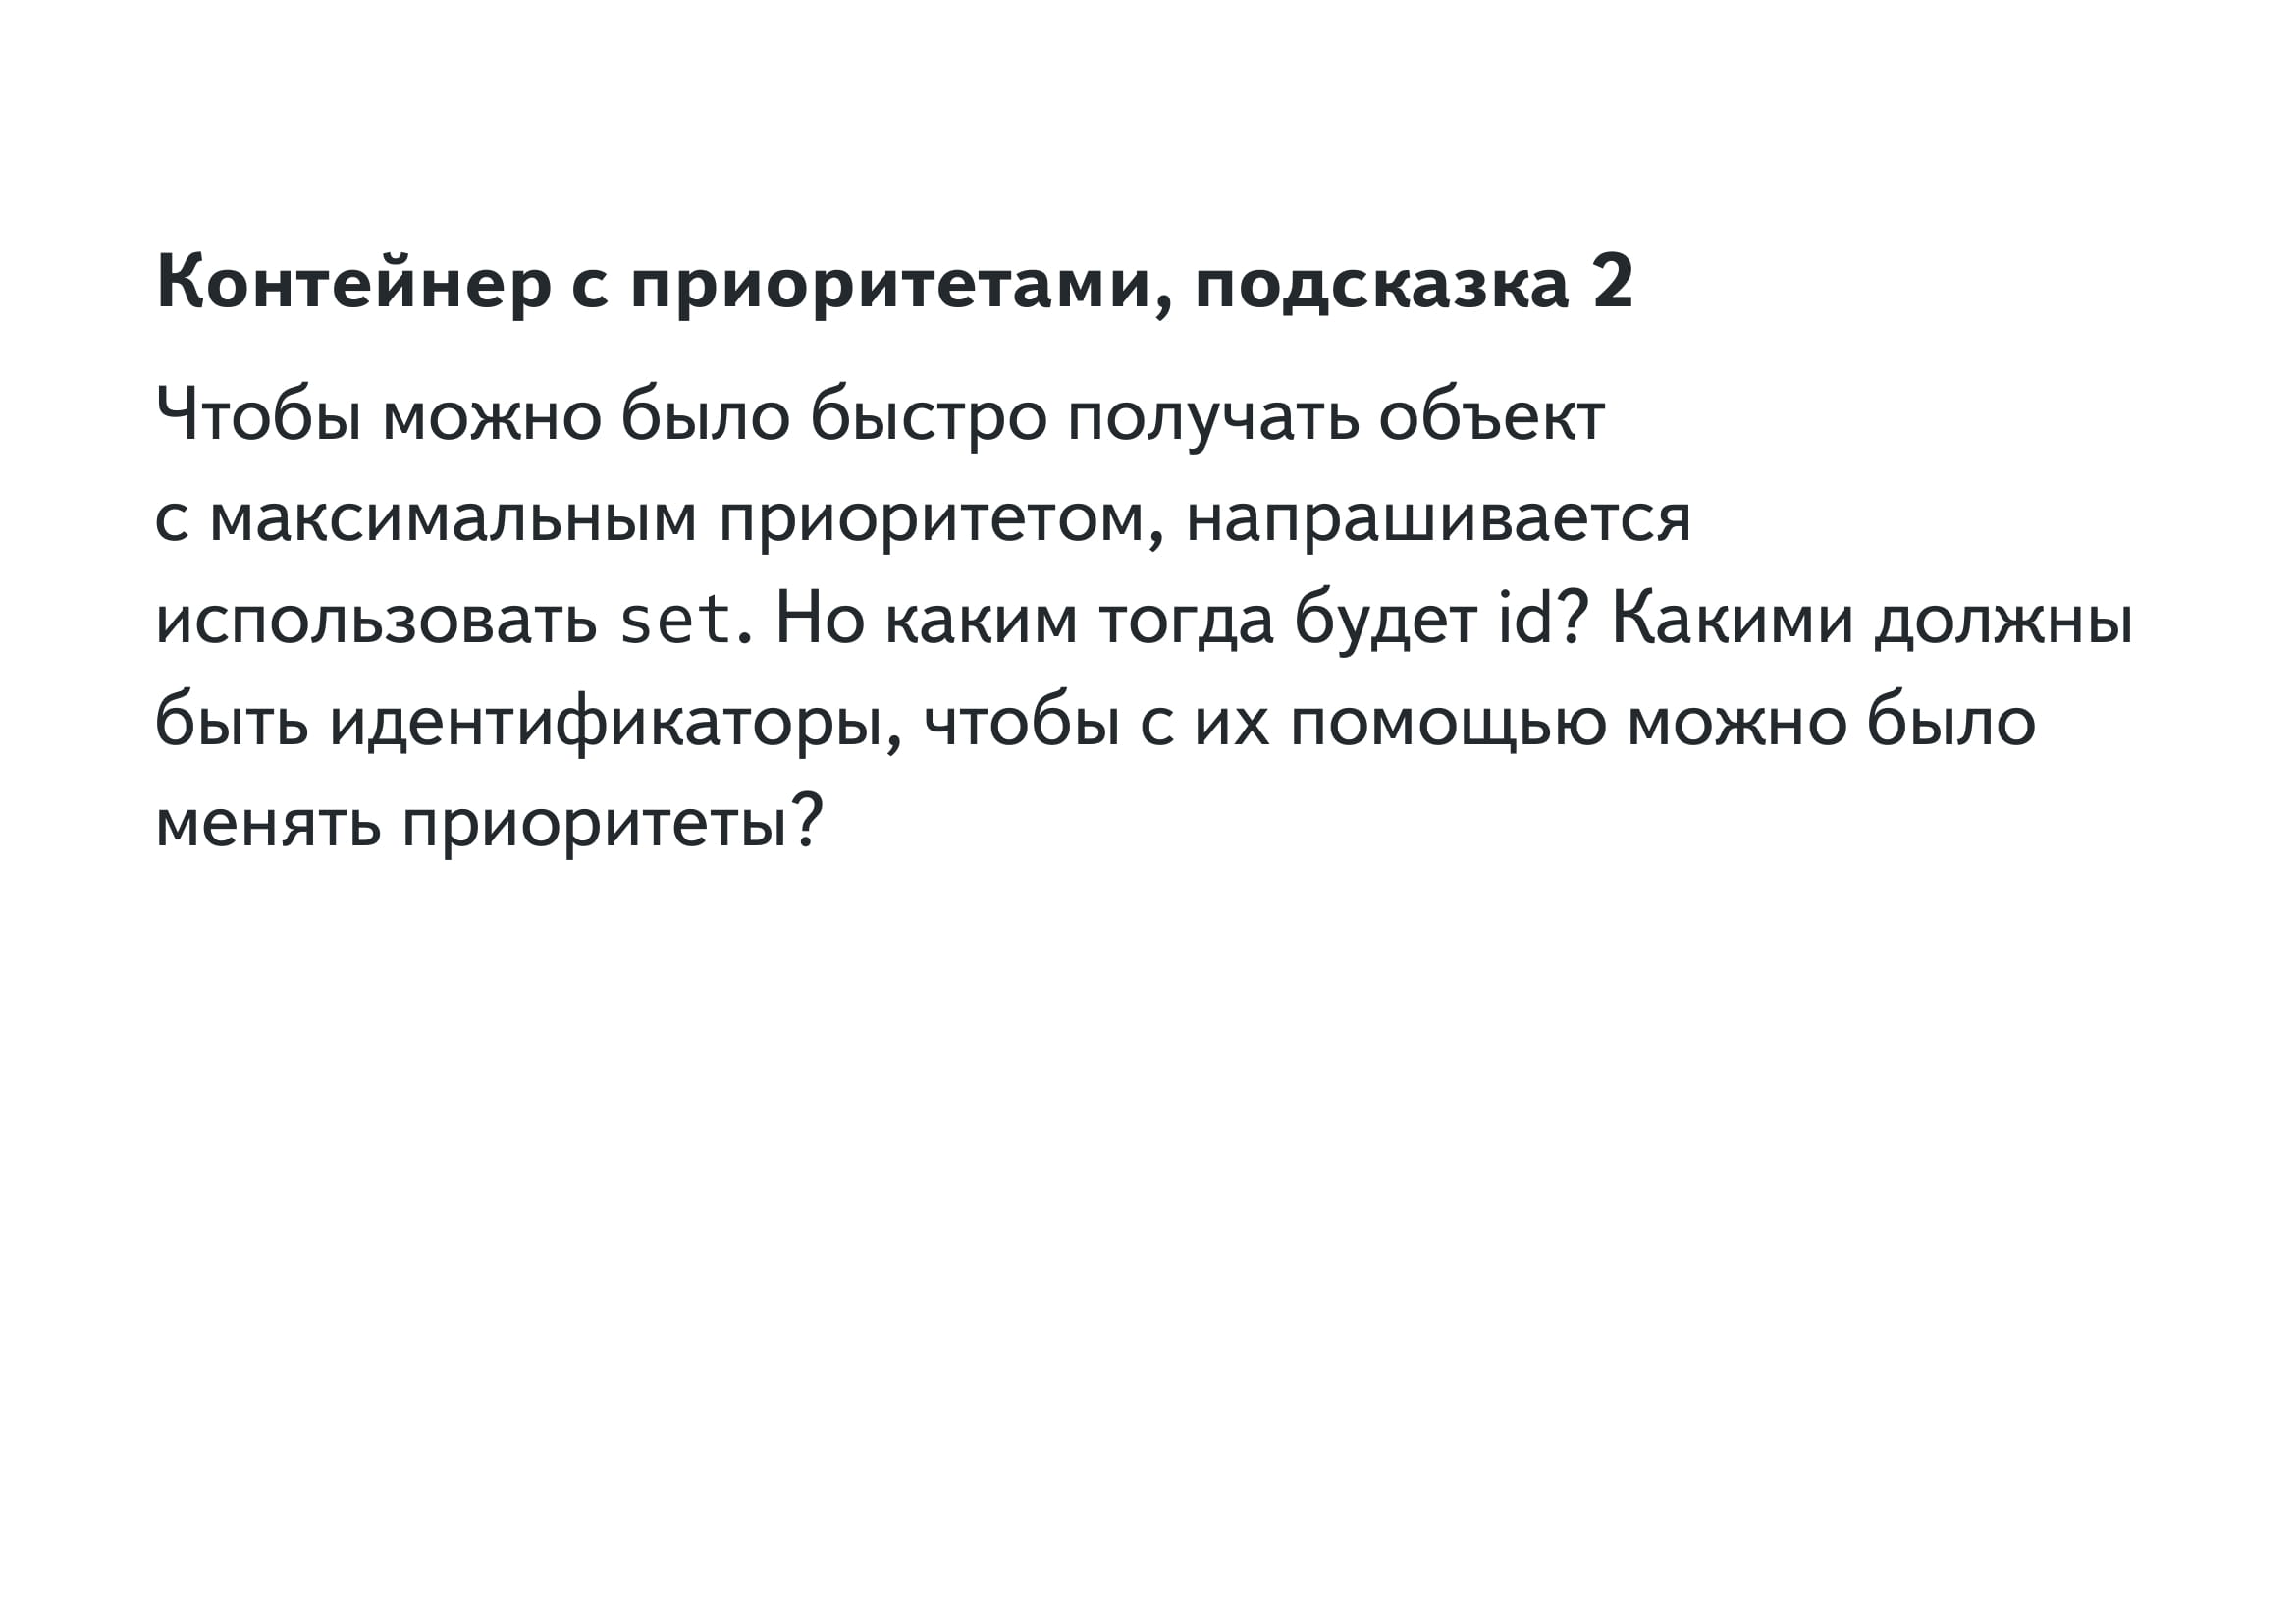 Контейнер с приоритетами, подсказка 2
Чтобы можно было быстро получать объект
с максимальным приоритетом, напрашивается
использовать set. Но каким тогда будет id? Какими должны
быть идентификаторы, чтобы с их помощью можно было
менять приоритеты?